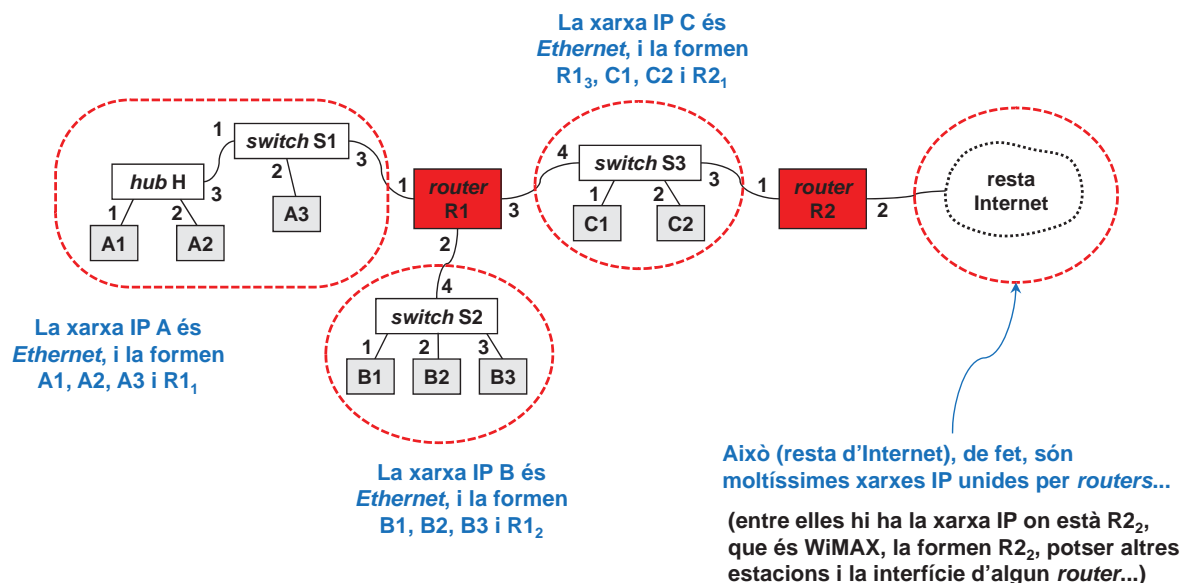 La xarxa IP C és
Ethernet, i la formen
R1₃, C1, C2 i R2₁
1
switch S1
3
2
hub H
3
1
2
A1
A2
A3
1
router
R1
3
2
4
switch S3
3
1
2
C1
C2
1
router
R2
2
resta
Internet
4
switch S2
1
2
3
B1
B2
B3
La xarxa IP A és
Ethernet, i la formen
A1, A2, A3 i R1₁
La xarxa IP B és
Ethernet, i la formen
B1, B2, B3 i R1₂
Això (resta d’Internet), de fet, són
moltíssimes xarxes IP unides per routers...
(entre elles hi ha la xarxa IP on està R2₂,
que és WiMAX, la formen R2₂, potser altres
estacions i la interfície d’algun router...)